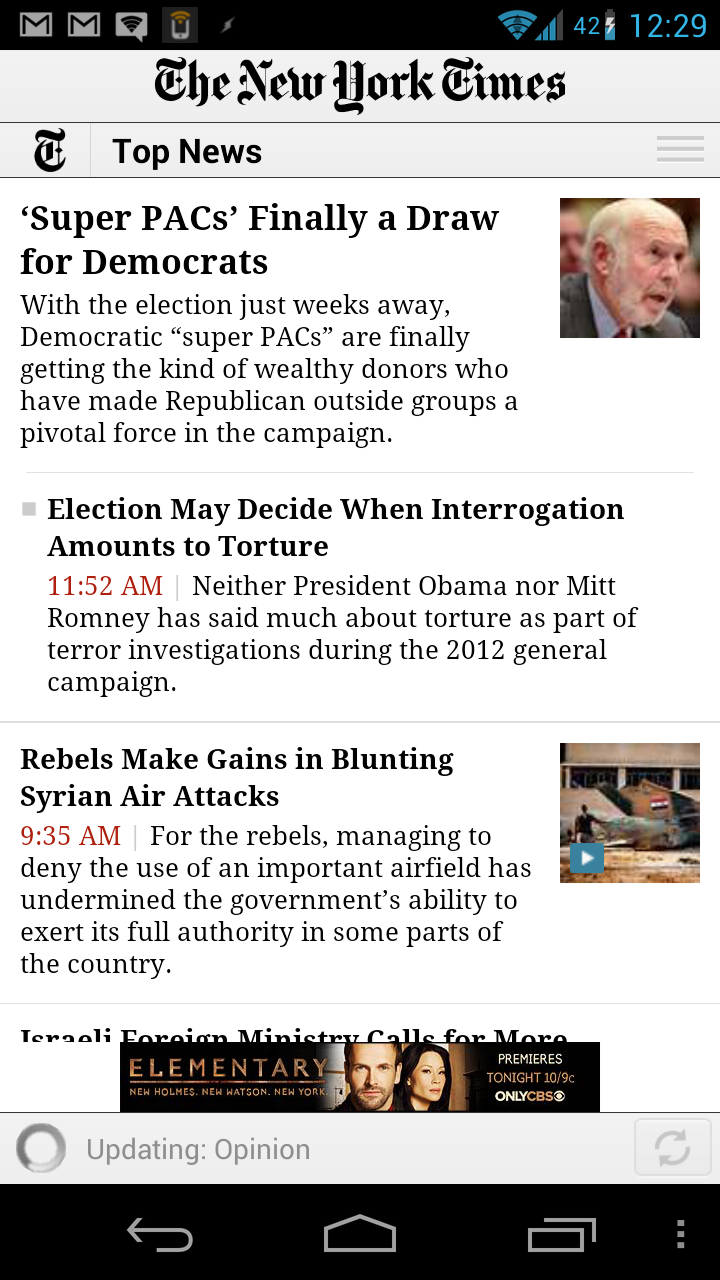 42 12:29
The New York Times
T Top News
‘Super PACs’ Finally a Draw
for Democrats
With the election just weeks away,
Democratic “super PACs” are finally
getting the kind of wealthy donors who
have made Republican outside groups a
pivotal force in the campaign.
Election May Decide When Interrogation
Amounts to Torture
11:52 AM | Neither President Obama nor Mitt
Romney has said much about torture as part of
terror investigations during the 2012 general
campaign.
Rebels Make Gains in Blunting
Syrian Air Attacks
9:35 AM | For the rebels, managing to
deny the use of an important airfield has
undermined the government’s ability to
exert its full authority in some parts of
the country.
Israeli Foreign Ministry Calls for More
ELEMENTARY
NEW HOLMES. NEW WATSON. NEW YORK.
PREMIERES
TONIGHT 10/9c
ONLYCBS
Updating: Opinion